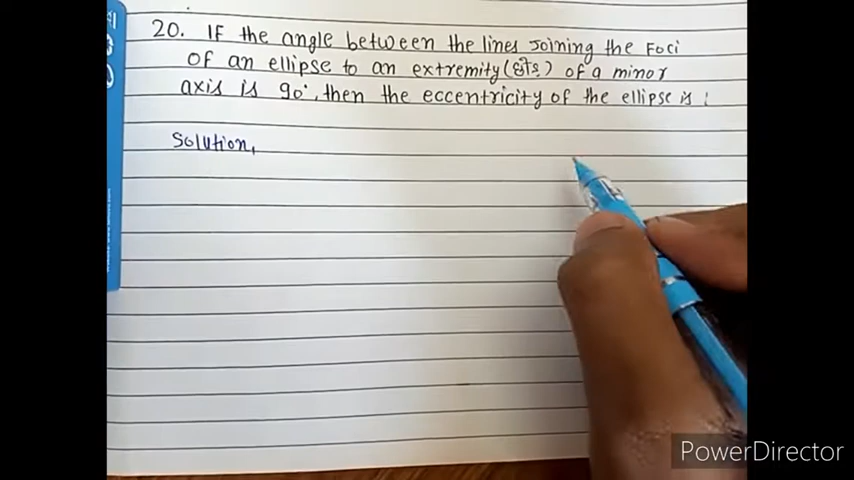 20. IF the angle between the lines Joining the Foci
of an ellipse to an extremity ( ) of a minor
axis is 90°, then the eccentricity of the ellipse is :
Solution,
PowerDirector